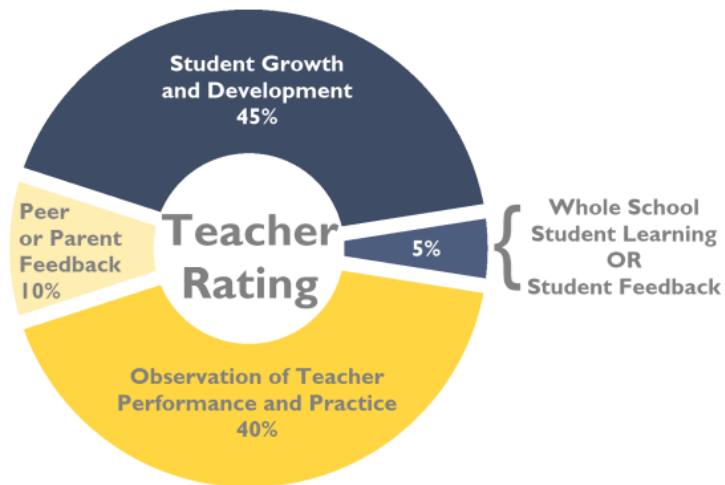 Student Growth
and Development
45%
Peer
or Parent
Feedback
10%
Teacher
Rating
5%
{
Whole School
Student Learning
OR
Student Feedback
Observation of Teacher
Performance and Practice
40%